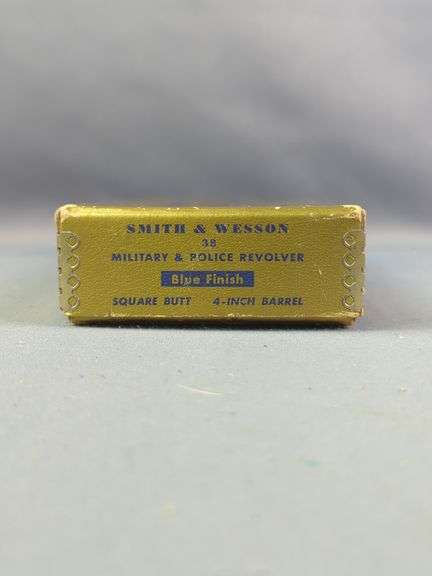 SMITH & WESSON
38
MILITARY & POLICE REVOLVER
Blue Finish
SQUARE BUTT 4-INCH BARREL